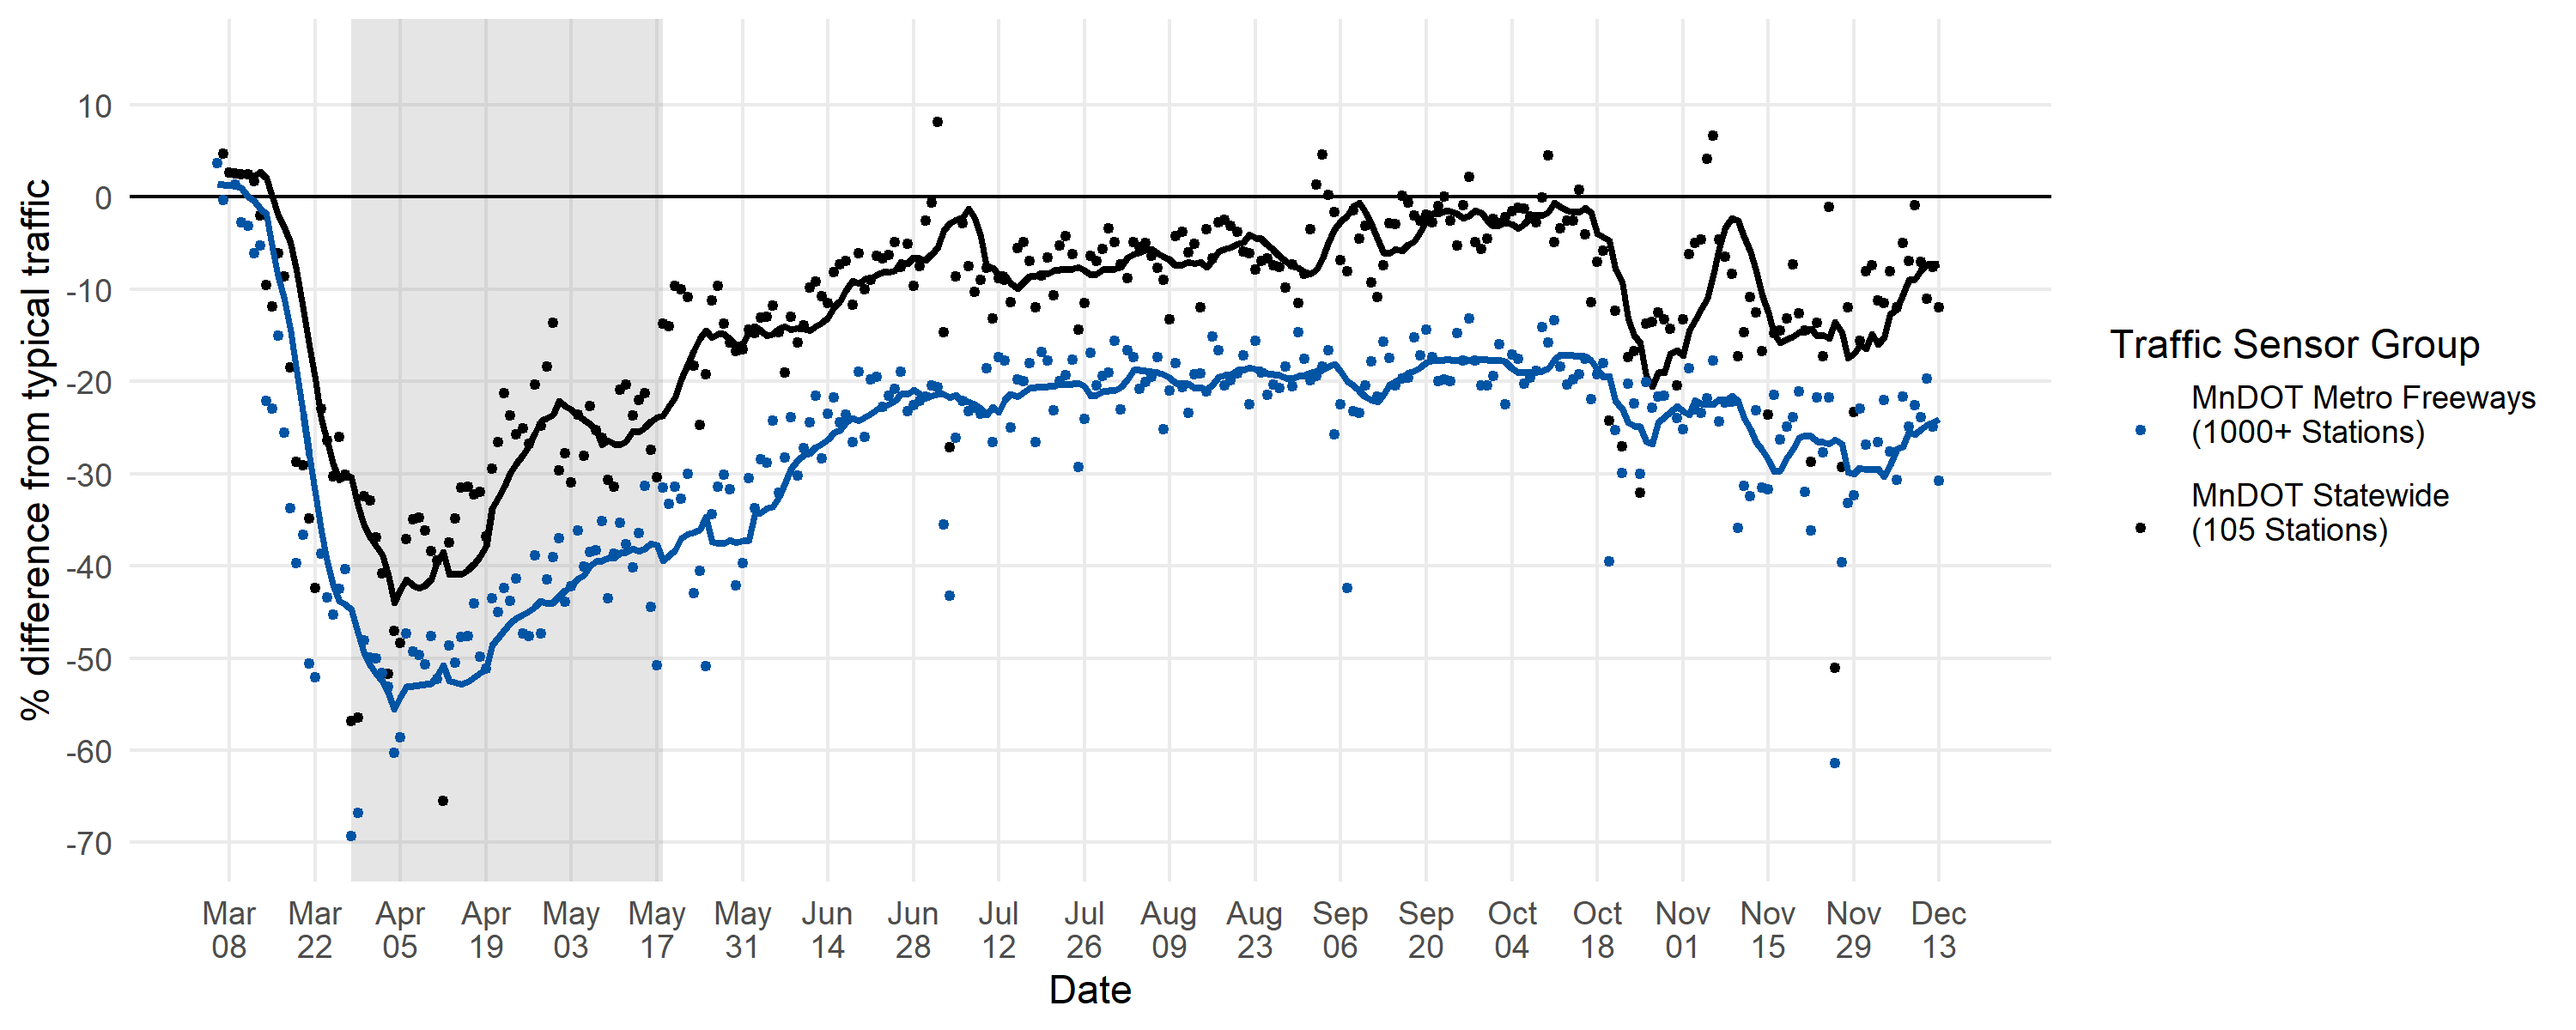 % difference from typical traffic
10
0
-10
-20
-30
-40
-50
-60
-70
Mar Mar Apr Apr May May May Jun Jun Jul Jul Aug Aug Sep Sep Oct Oct Nov Nov Nov Dec
08 22 05 19 03 17 31 14 28 12 26 09 23 06 20 04 18 01 15 29 13
Date
Traffic Sensor Group
MnDOT Metro Freeways
(1000+ Stations)
MnDOT Statewide
(105 Stations)